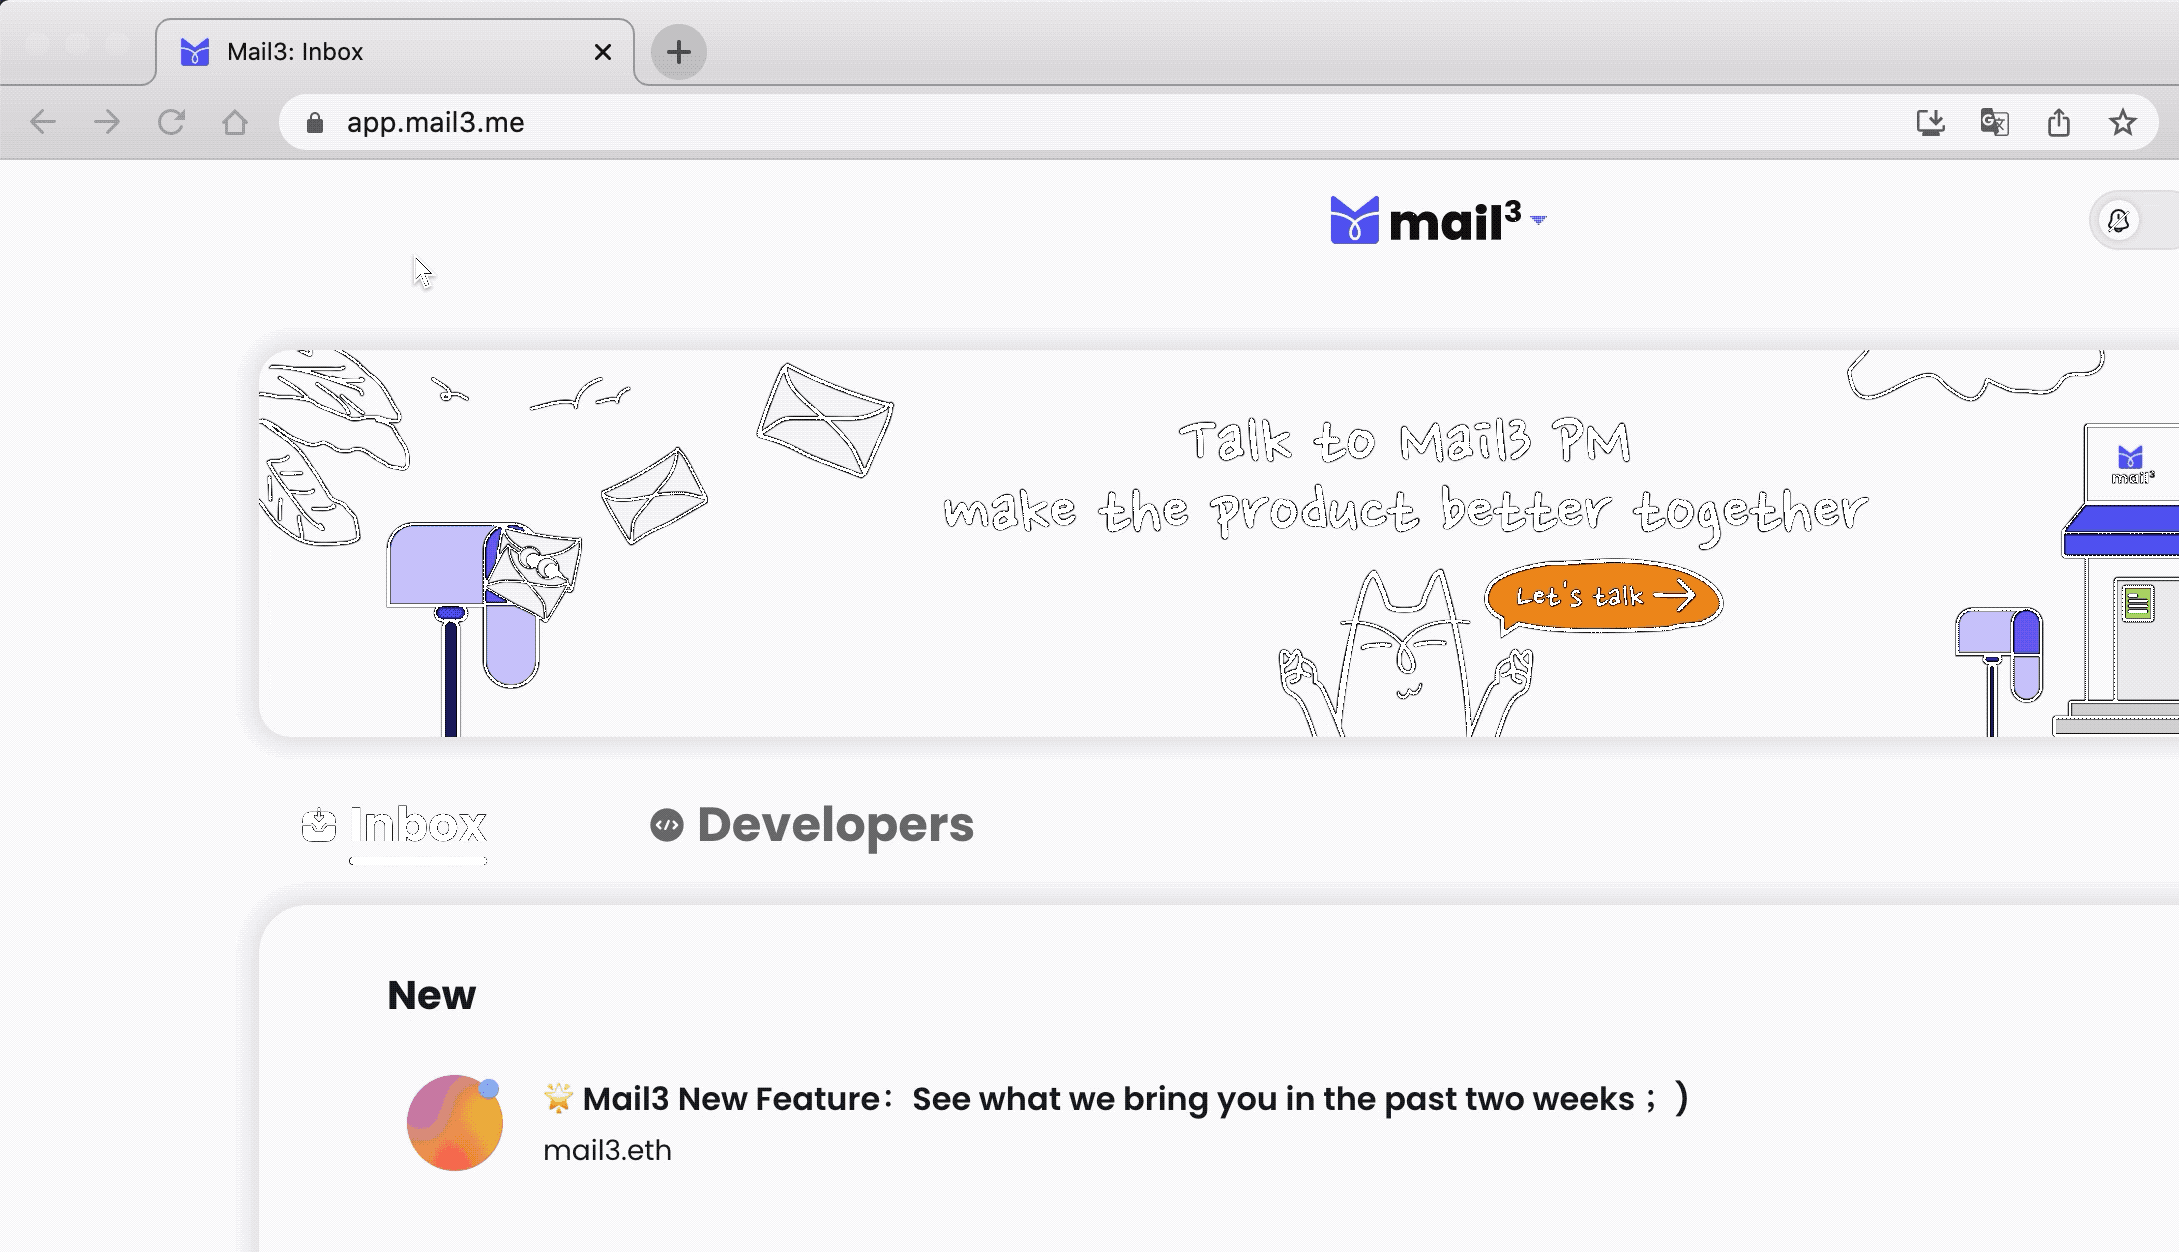 Mail3: Inbox
app.mail3.me
mail³
Talk to Mail3 PM
make the product better together
Let's talk →
mail³
Inbox
Developers
New
🌟 Mail3 New Feature：See what we bring you in the past two weeks；)
mail3.eth